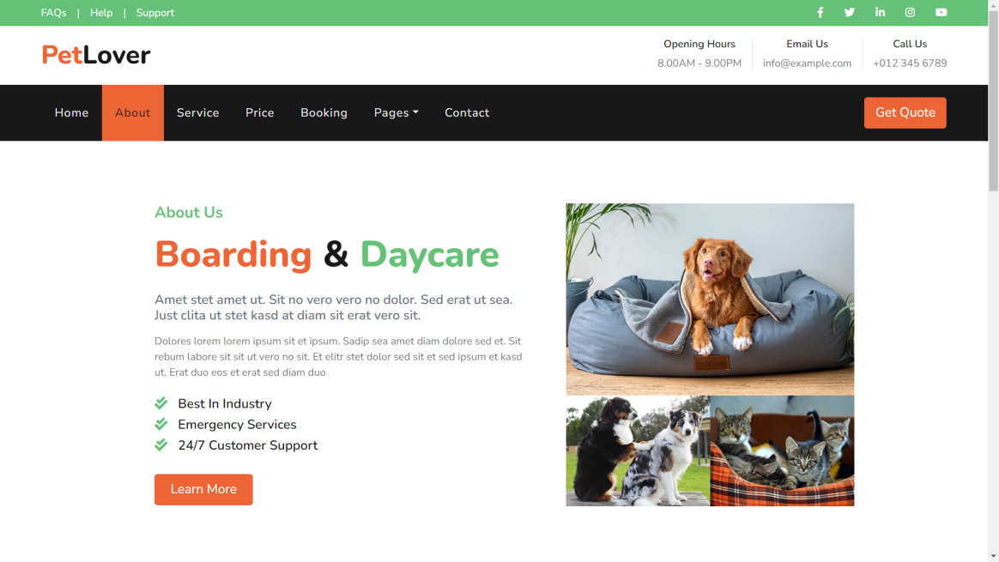 FAQs | Help | Support
PetLover
Opening Hours
8.00AM - 9.00PM
Email Us
info@example.com
Call Us
+012 345 6789
Home About Service Price Booking Pages Contact
Get Quote
About Us
Boarding & Daycare
Amet stet amet ut. Sit no vero vero no dolor. Sed erat ut sea.
Just clita ut stet kasd at diam sit erat vero sit.
Dolores lorem lorem ipsum sit et ipsum. Sadip sea amet diam dolore sed et. Sit
rebum labore sit sit ut vero no sit. Et elitr stet dolor sed sit et sed ipsum et kasd
ut. Erat duo eos et erat sed diam duo
Best In Industry
Emergency Services
24/7 Customer Support
Learn More